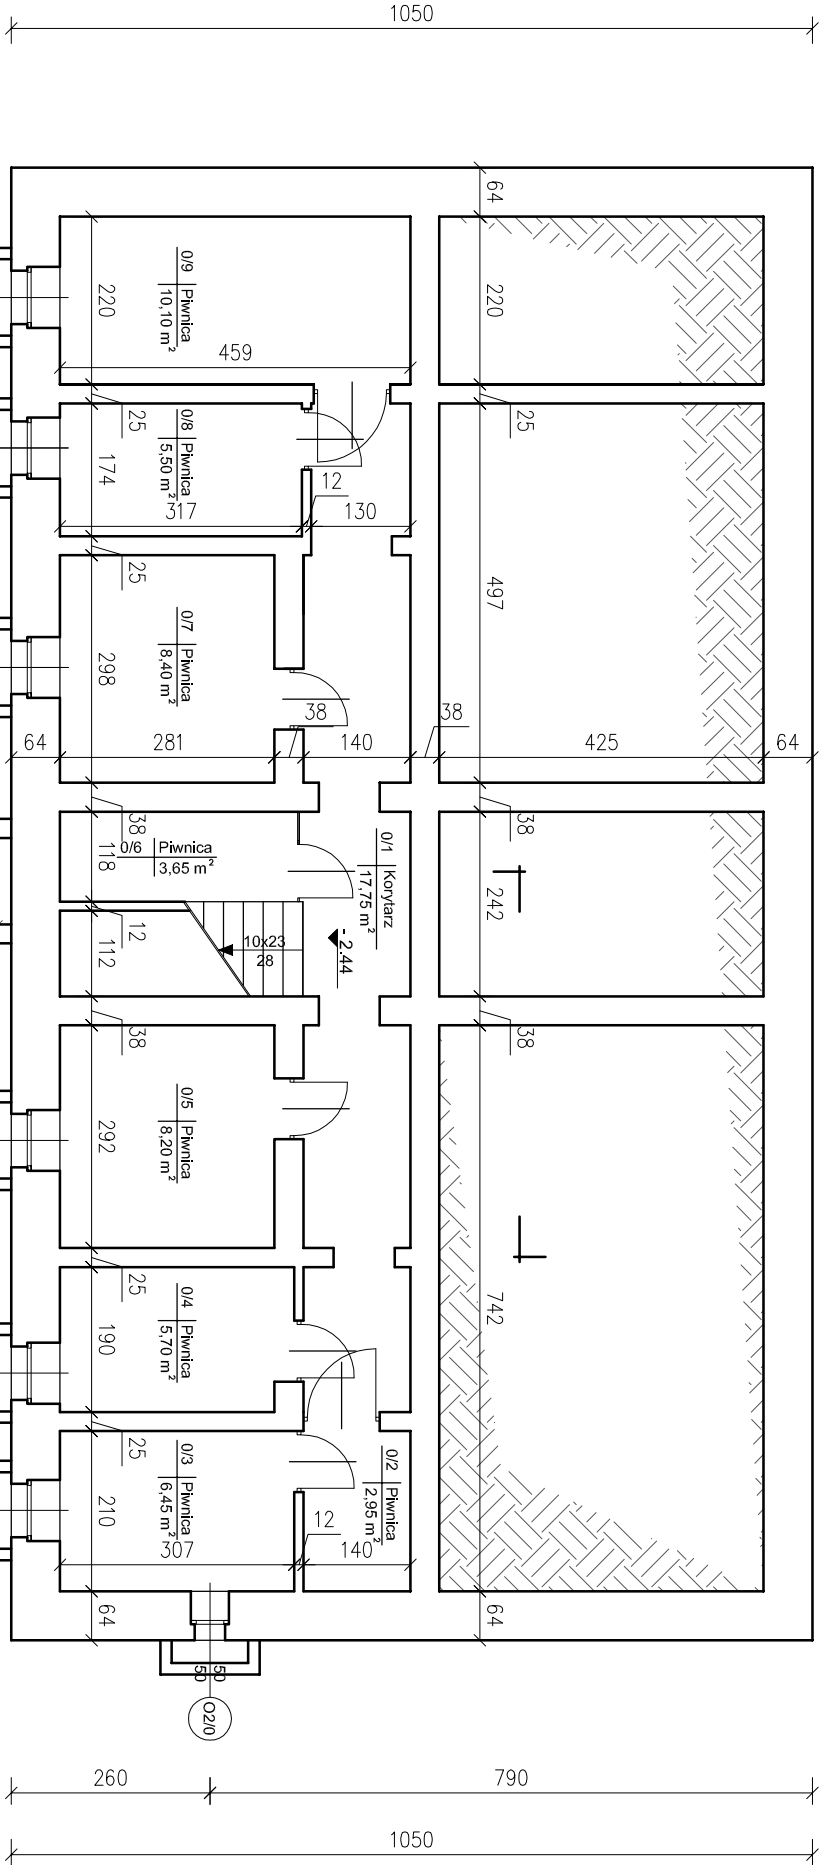 1050
64
0/9 Piwnica
10,10 m²
220
220
459
25
25
0/8 Piwnica
5,50 m²
174
12
317
130
25
497
0/7 Piwnica
8,40 m²
298
38
38
64
281
140
425
64
38
38
118
0/6 Piwnica
3,65 m²
0/1 Korytarz
17,75 m²
242
12
10x23
28
- 2.44
112
38
38
0/5 Piwnica
8,20 m²
292
25
0/4 Piwnica
5,70 m²
190
742
25
0/3 Piwnica
6,45 m²
0/2 Piwnica
2,95 m²
210
12
307
140
64
64
50
50
O2/0
260
790
1050